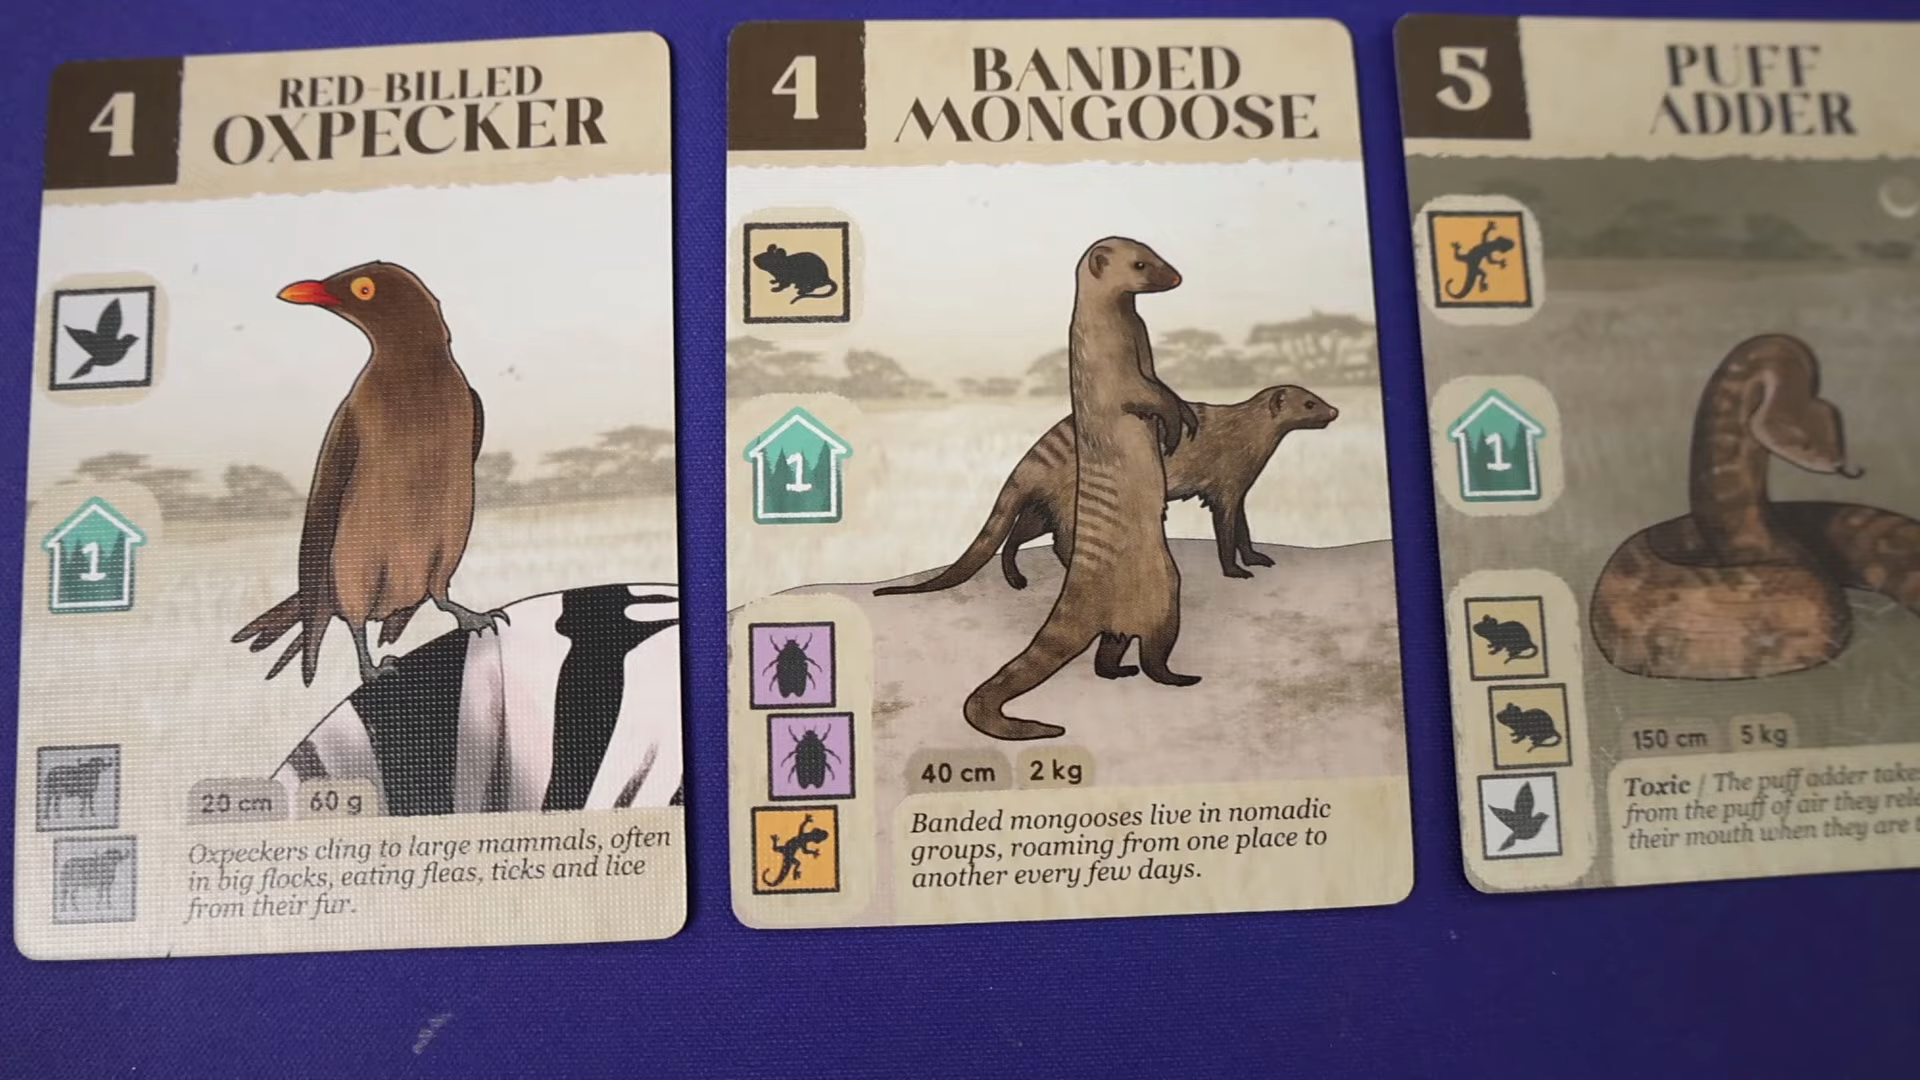 4
RED-BILLED
OXPECKER
1
20 cm 60 g
Oxpeckers cling to large mammals, often
in big flocks, eating fleas, ticks and lice
from their fur.
4
BANDED
MONGOOSE
1
40 cm 2 kg
Banded mongooses live in nomadic
groups, roaming from one place to
another every few days.
5
PUFF
ADDER
1
150 cm 5 kg
Toxic / The puff adder
from the puff of air they
their mouth when they are